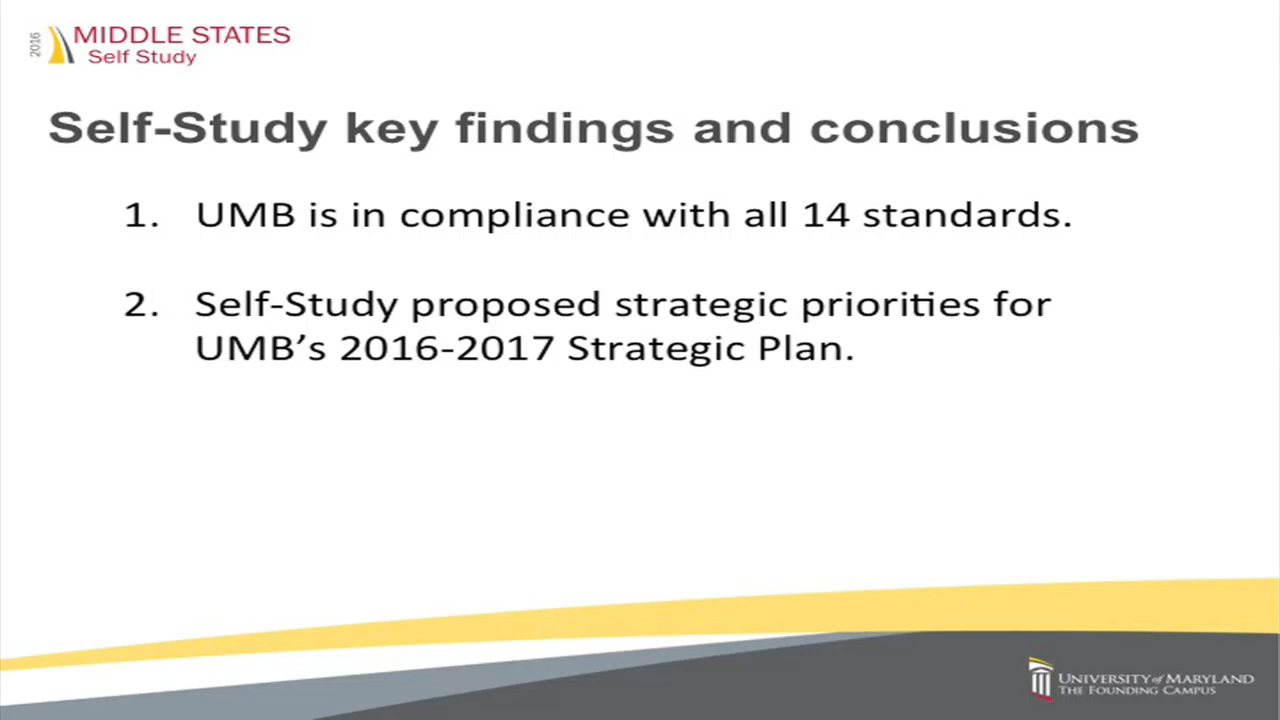 2016
MIDDLE STATES
Self Study
Self-Study key findings and conclusions
1. UMB is in compliance with all 14 standards.
2. Self-Study proposed strategic priorities for
UMB’s 2016-2017 Strategic Plan.
UNIVERSITY of MARYLAND
THE FOUNDING CAMPUS